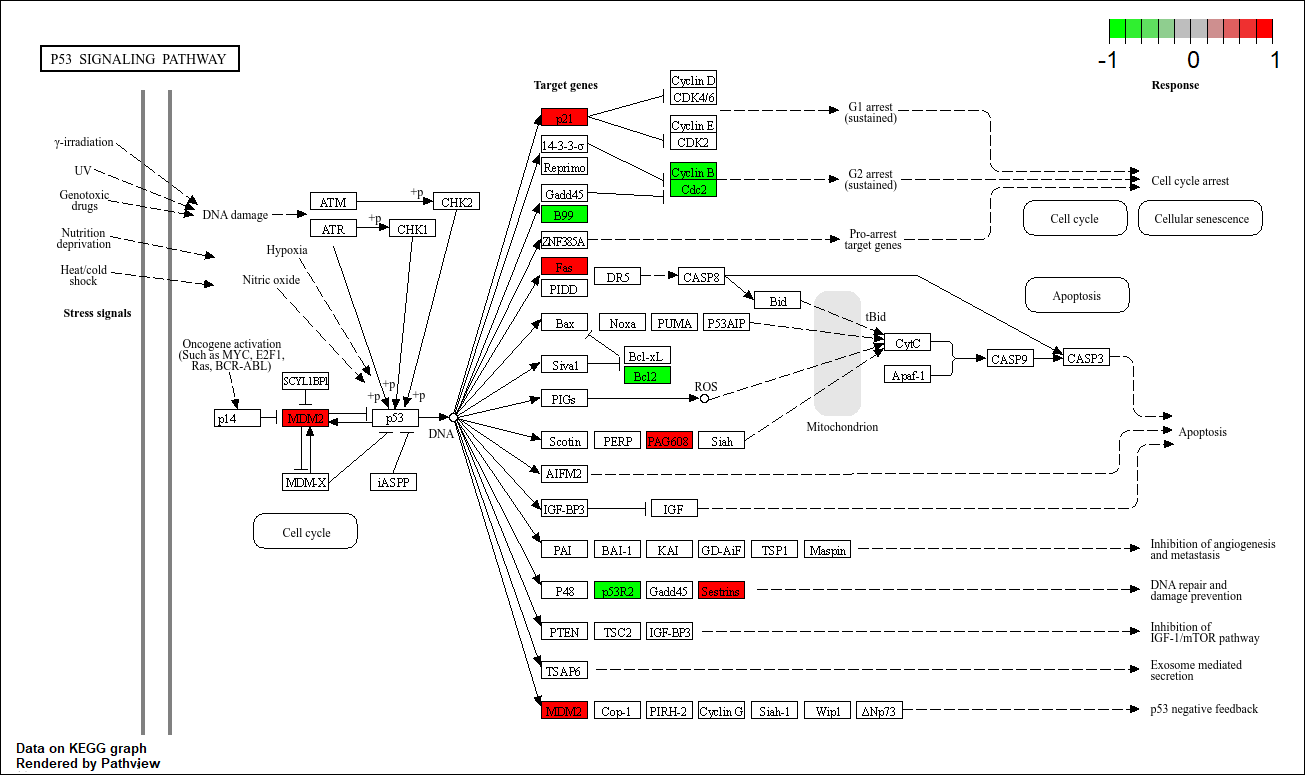 P53 SIGNALING PATHWAY
-1
0
1
Response
Target genes
Stress signals
γ-irradiation
UV
Genotoxic
drugs
Nutrition
deprivation
Heat/cold
shock
DNA damage
Hypoxia
Nitric oxide
ATM
+p
CHK2
ATR
+p
CHK1
Oncogene activation
(Such as MYC, E2F1,
Ras, BCR-ABL)
SCYL1BP1
+p
+p
+p
p14
MDM2
p53
DNA
MDM-X
iASPP
Cell cycle
p21
Cyclin D
CDK4/6
Cyclin E
CDK2
G1 arrest
(sustained)
14-3-3-σ
Reprimo
Gadd45
B99
Cyclin B
Cdc2
G2 arrest
(sustained)
Cell cycle arrest
Cell cycle
Cellular senescence
ZNF385A
Pro-arrest
target genes
Fas
PIDD
DR5
CASP8
Bid
tBid
Apoptosis
Bax
Noxa
PUMA
P53AIP
CytC
CASP9
CASP3
Apaf-1
Siva1
Bcl-xL
Bcl2
PIGs
ROS
Mitochondrion
Scotin
PERP
PAG608
Siah
Apoptosis
AIFM2
IGF-BP3
IGF
PAI
BAI-1
KAI
GD-AiF
TSP1
Maspin
Inhibition of angiogenesis
and metastasis
P48
p53R2
Gadd45
Sestrins
DNA repair and
damage prevention
PTEN
TSC2
IGF-BP3
Inhibition of
IGF-1/mTOR pathway
TSAP6
Exosome mediated
secretion
MDM2
Cop-1
PIRH-2
Cyclin G
Siah-1
Wip1
ΔNp73
p53 negative feedback
Data on KEGG graph
Rendered by Pathview